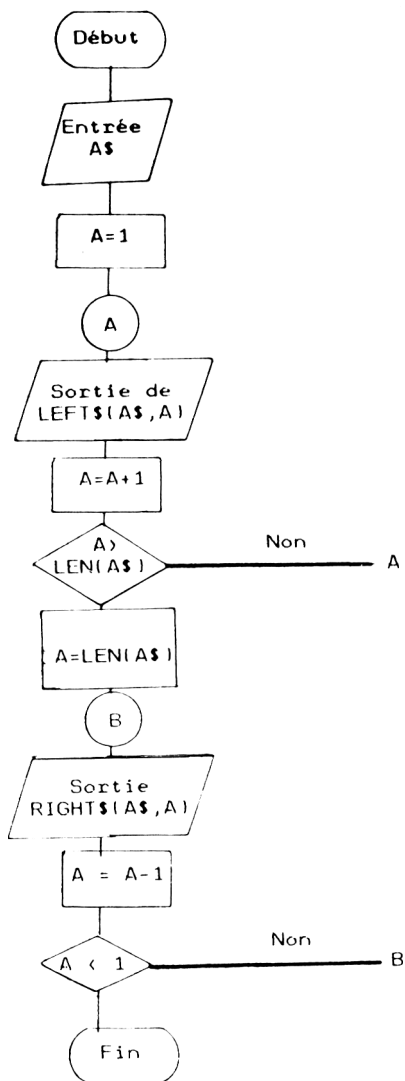 Début
Entrée
A$
A=1
A
Sortie de
LEFT$(A$,A)
A=A+1
A>
LEN(A$)
Non
A
A=LEN(A$)
B
Sortie
RIGHT$(A$,A)
A = A-1
A < 1
Non
B
Fin